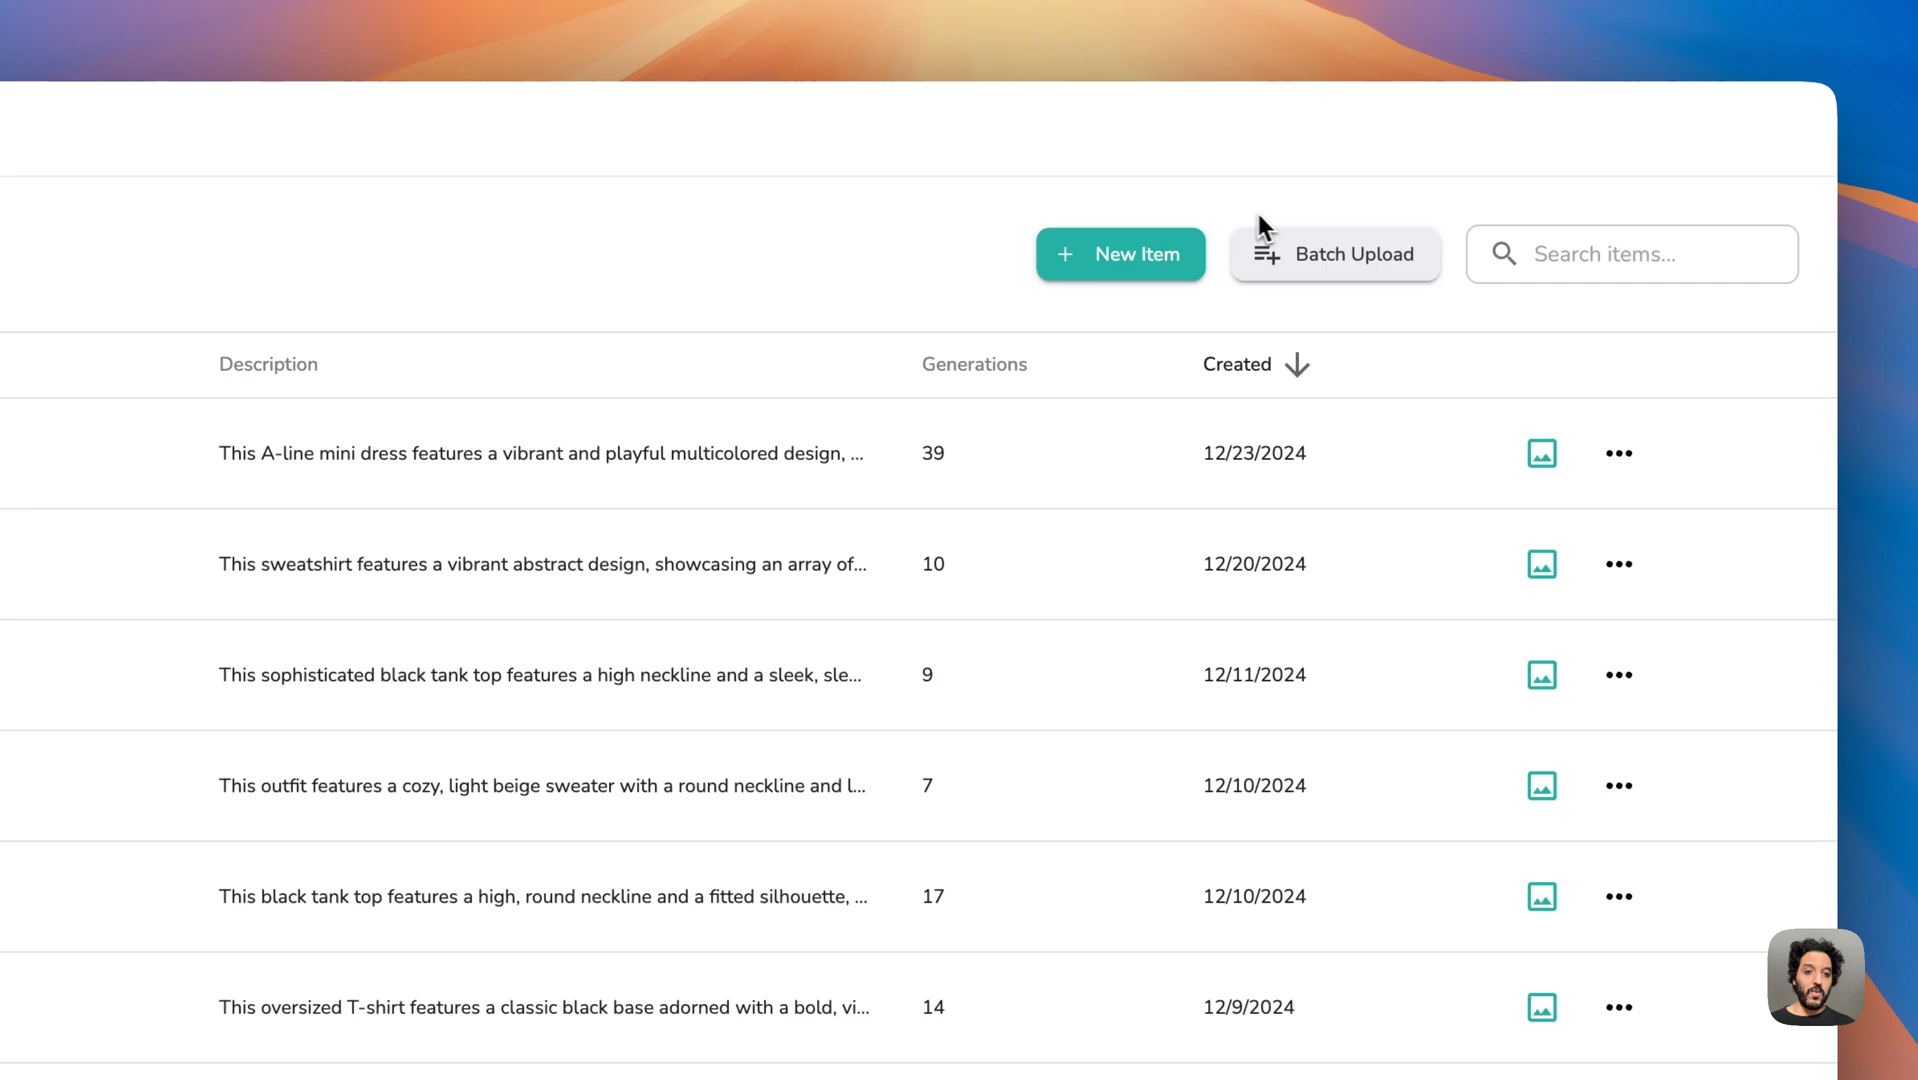 New Item
Batch Upload
Search items...
Description Generations Created
This A-line mini dress features a vibrant and playful multicolored design, ... 39 12/23/2024
This sweatshirt features a vibrant abstract design, showcasing an array of... 10 12/20/2024
This sophisticated black tank top features a high neckline and a sleek, sle... 9 12/11/2024
This outfit features a cozy, light beige sweater with a round neckline and l... 7 12/10/2024
This black tank top features a high, round neckline and a fitted silhouette, ... 17 12/10/2024
This oversized T-shirt features a classic black base adorned with a bold, vi... 14 12/9/2024